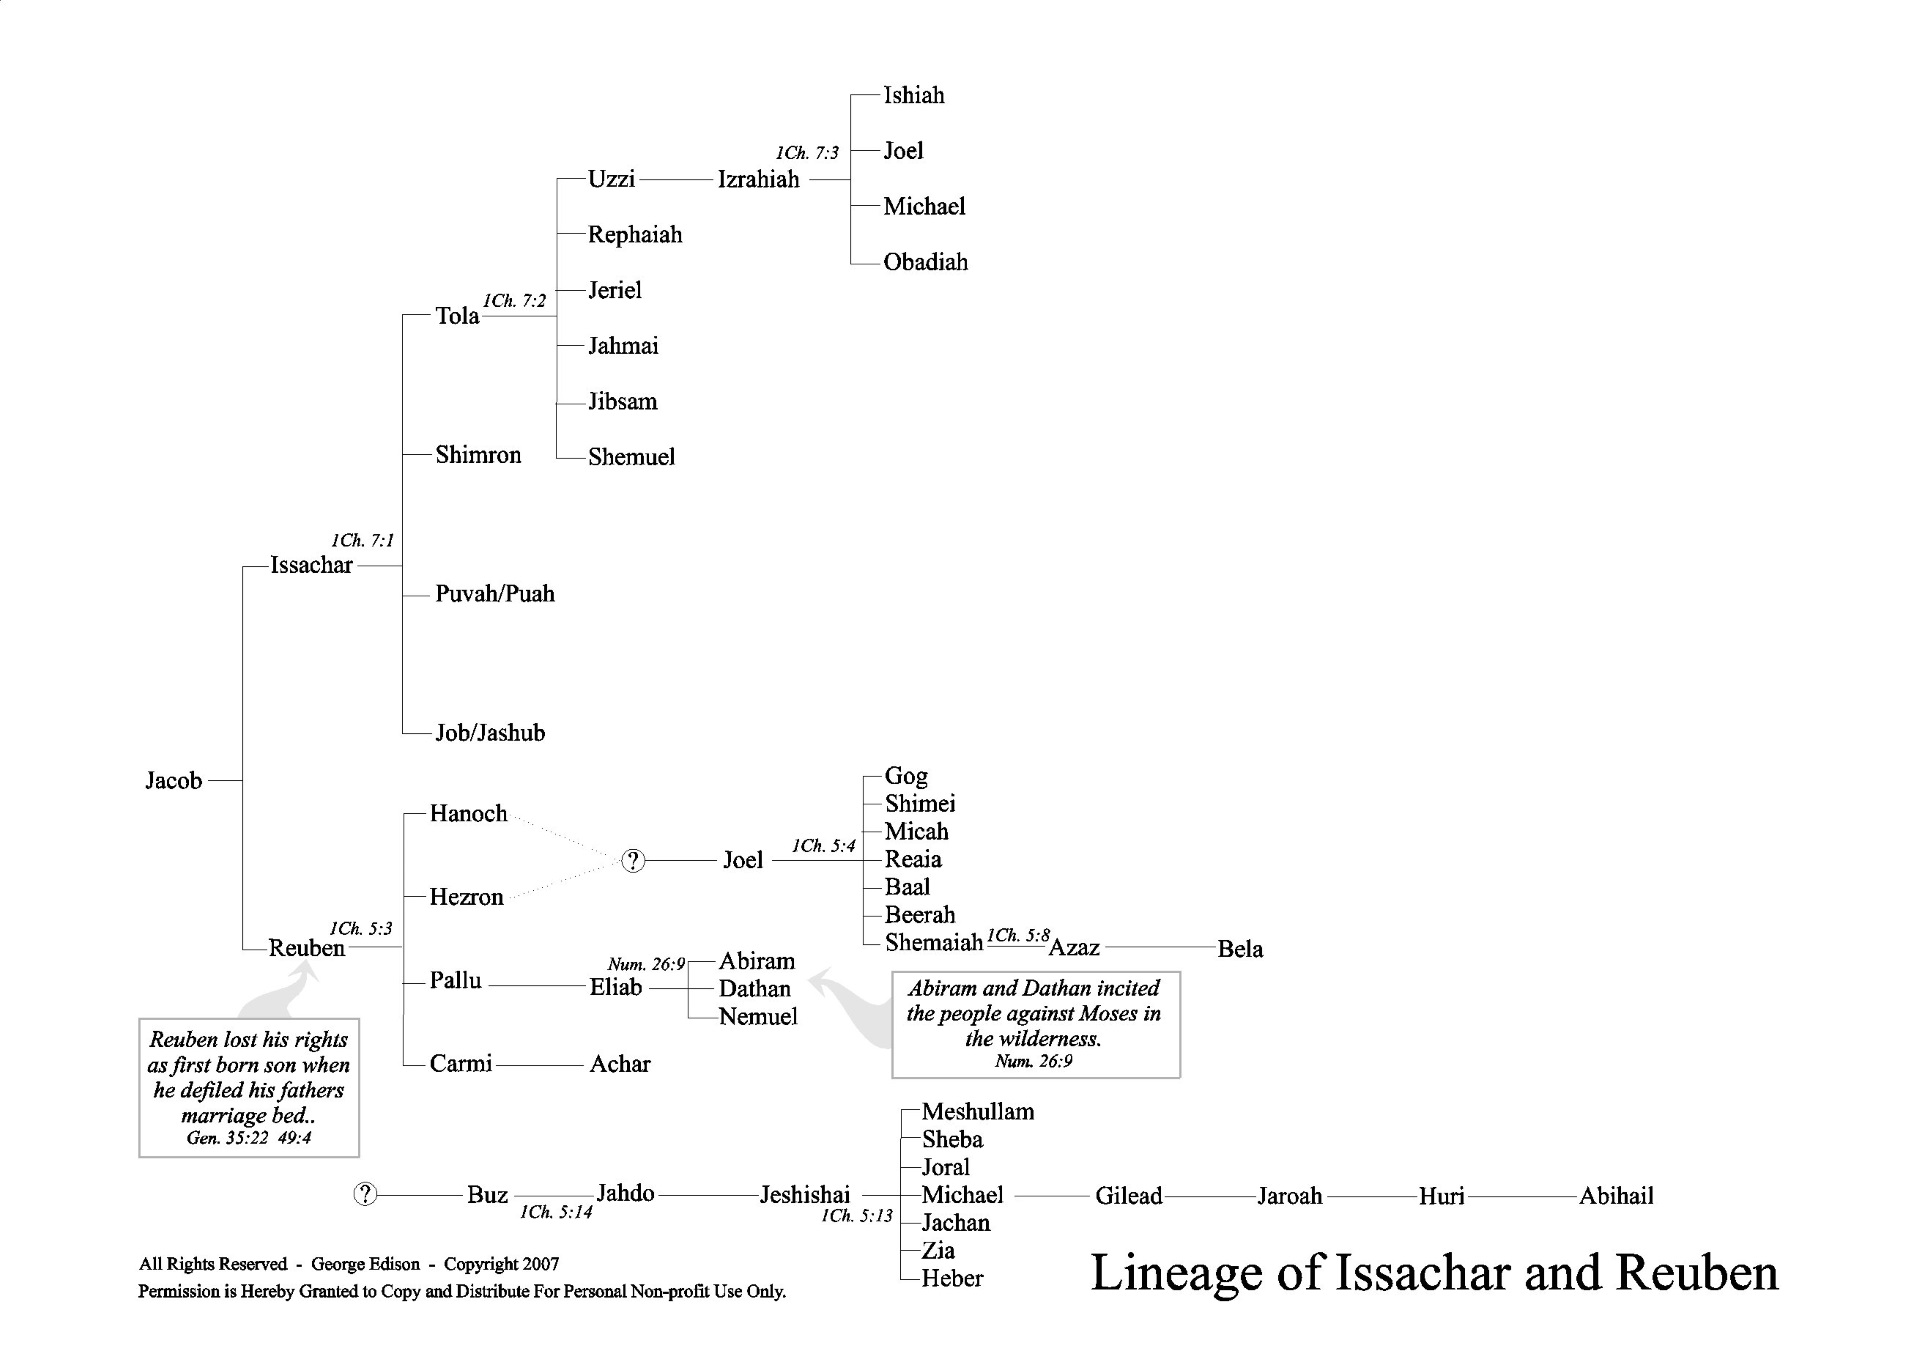 Ishiah
1Ch. 7:3
Joel
Uzzi
Izrahiah
Michael
Rephaiah
Obadiah
Jeriel
1Ch. 7:2
Tola
Jahmai
Jibsam
Shimron
Shemuel
1Ch. 7:1
Issachar
Puvah/Puah
Job/Jashub
Jacob
Gog
Shimei
Hanoch
Micah
1Ch. 5:4
?
Joel
Reaia
Baal
Hezron
Beerah
1Ch. 5:3
Shemaiah
1Ch. 5:8
Azaz
Bela
Reuben
Num. 26:9
Abiram
Pallu
Eliab
Dathan
Nemuel
Abiram and Dathan incited
the people against Moses in
the wilderness.
Num. 26:9
Reuben lost his rights
as first born son when
he defiled his fathers
marriage bed..
Gen. 35:22 49:4
Carmi
Achar
Meshullam
Sheba
Joral
?
Buz
1Ch. 5:14
Jahdo
Jeshishai
1Ch. 5:13
Michael
Gilead
Jaroah
Huri
Abihail
Jachan
Zia
Heber
All Rights Reserved - George Edison - Copyright 2007
Permission is Hereby Granted to Copy and Distribute For Personal Non-profit Use Only.
Lineage of Issachar and Reuben